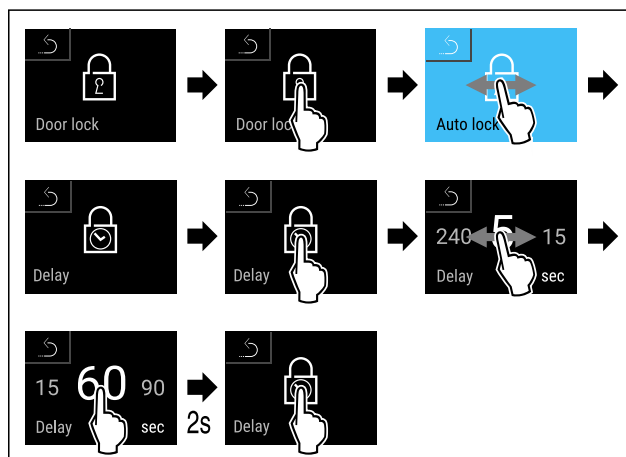 Door lock
Door loc
Auto lock
Delay
Delay
240 5 15
Delay sec
15 60 90
Delay sec
2s
Delay